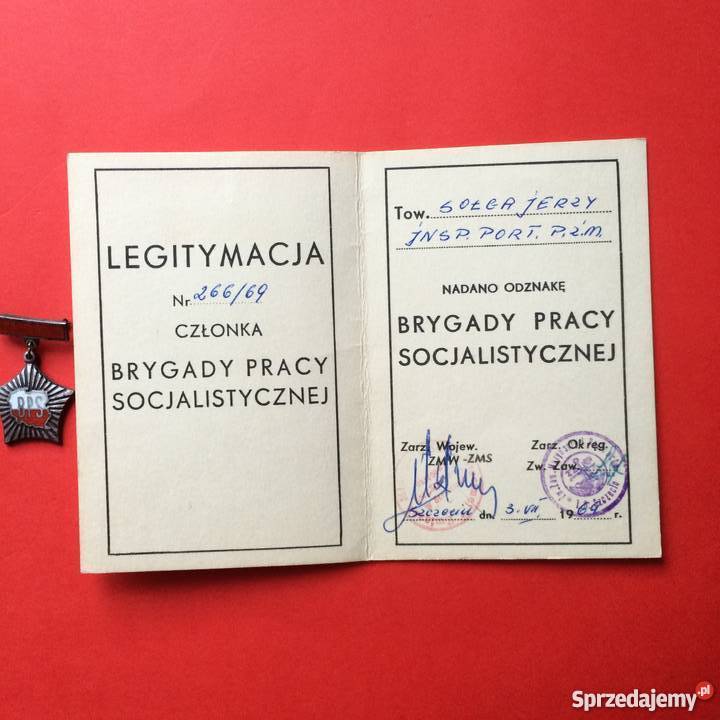 LEGITYMACJA
Nr 266/69
CZŁONKA
BRYGADY PRACY
SOCJALISTYCZNEJ
BPS
Tow. SOŁGA JERZY
INSP. PORT. P.Ż.M.
NADANO ODZNAKĘ
BRYGADY PRACY
SOCJALISTYCZNEJ
Zarz. Wojew.
ZMW-ZMS
Zarz. Okręg.
Zw. Zaw.
Szczecin dn. 3.VII. 1969 r.
Sprzedajemy.pl